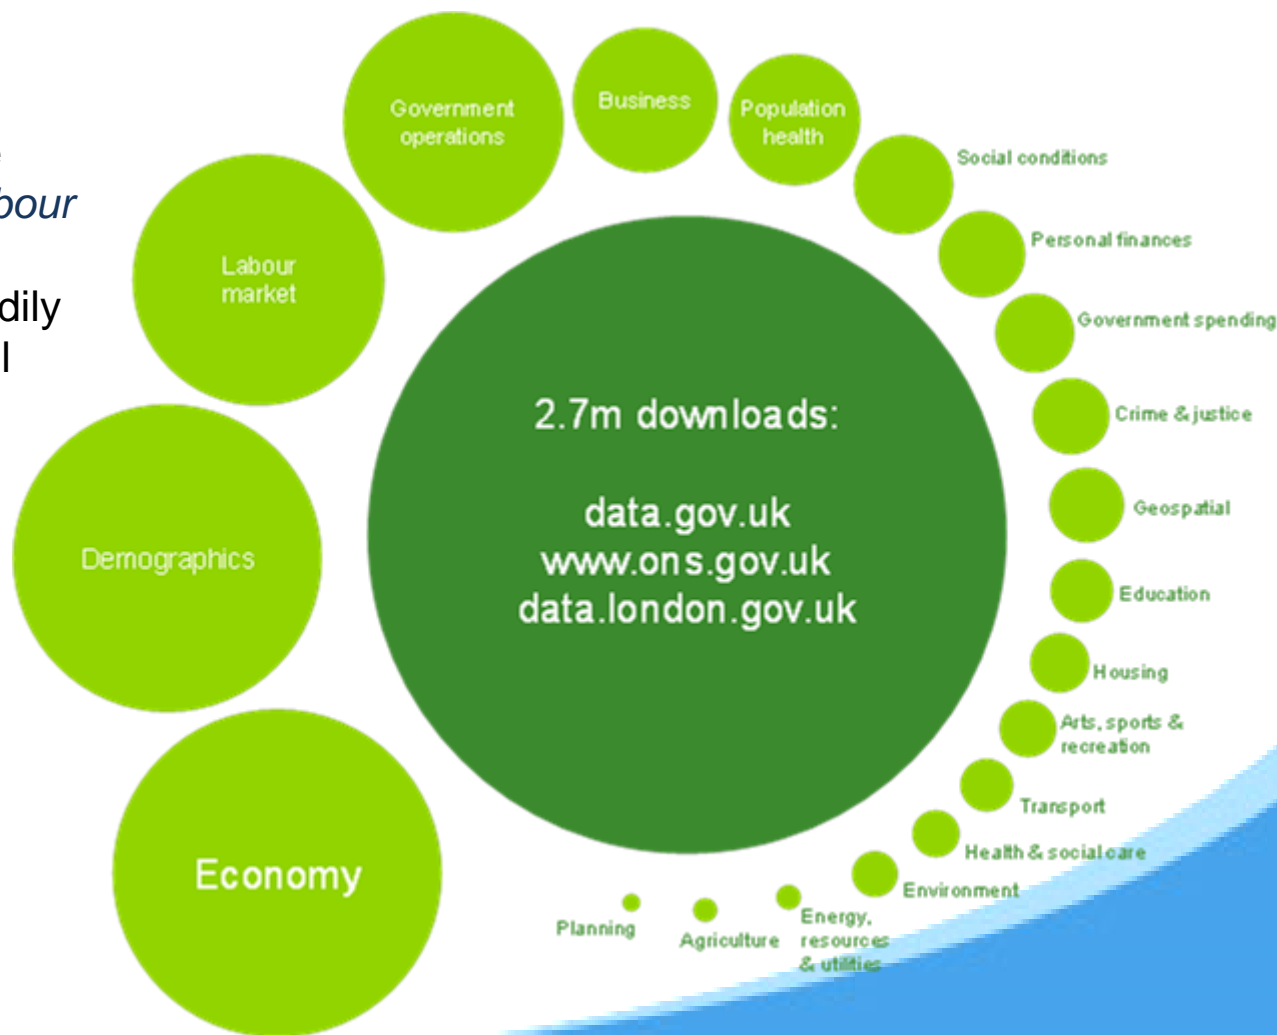 bour
dily
Government
operations
Business
Population
health
Social conditions
Personal finances
Government spending
Labour
market
Crime & justice
2.7m downloads:
data.gov.uk
www.ons.gov.uk
data.london.gov.uk
Geospatial
Demographics
Education
Housing
Arts, sports &
recreation
Transport
Health & social care
Economy
Environment
Energy,
resources
& utilities
Agriculture
Planning